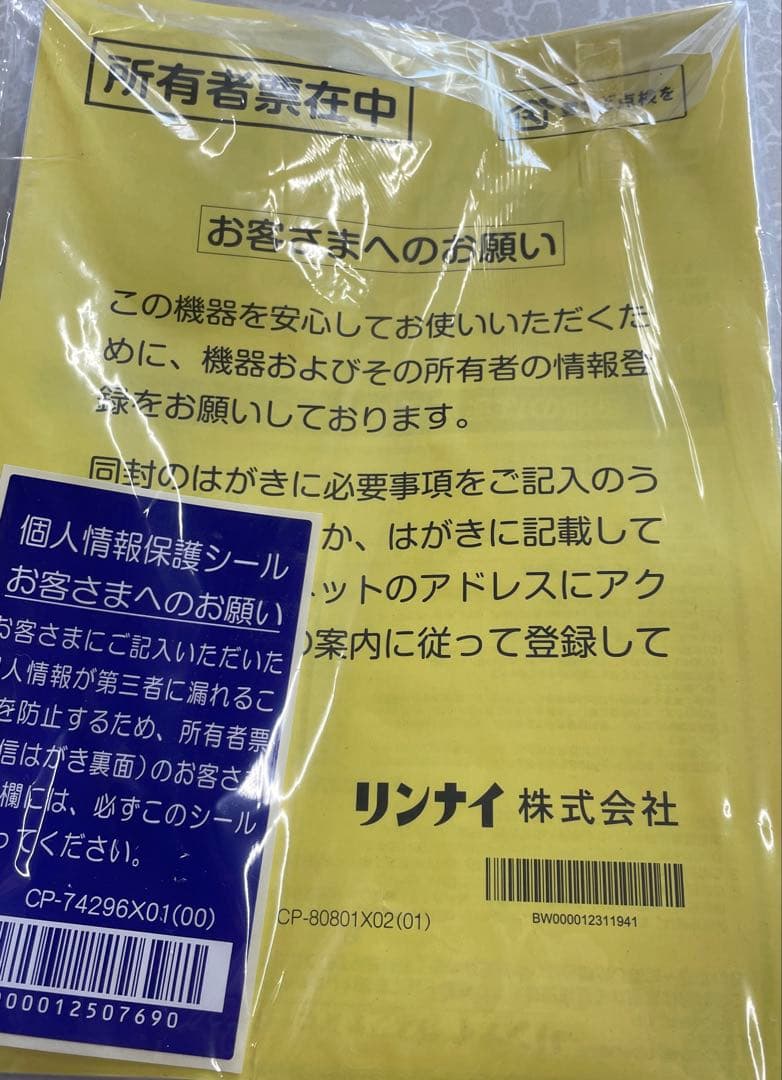 所有者票在中
点検を
お客さまへのお願い
この機器を安心してお使いいただくた
めに、機器およびその所有者の情報登
録をお願いしております。
同封のはがきに必要事項をご記入のう
か、はがきに記載して
ネットのアドレスにアク
の案内に従って登録して
リンナイ株式会社
BW000012311941
CP-80801X02(01)
個人情報保護シール
お客さまへのお願い
お客さまにご記入いただいた
人情報が第三者に漏れるこ
を防止するため、所有者票
信はがき裏面)のお客さ
欄には、必ずこのシール
ってください。
CP-74296X01(00)
00012507690